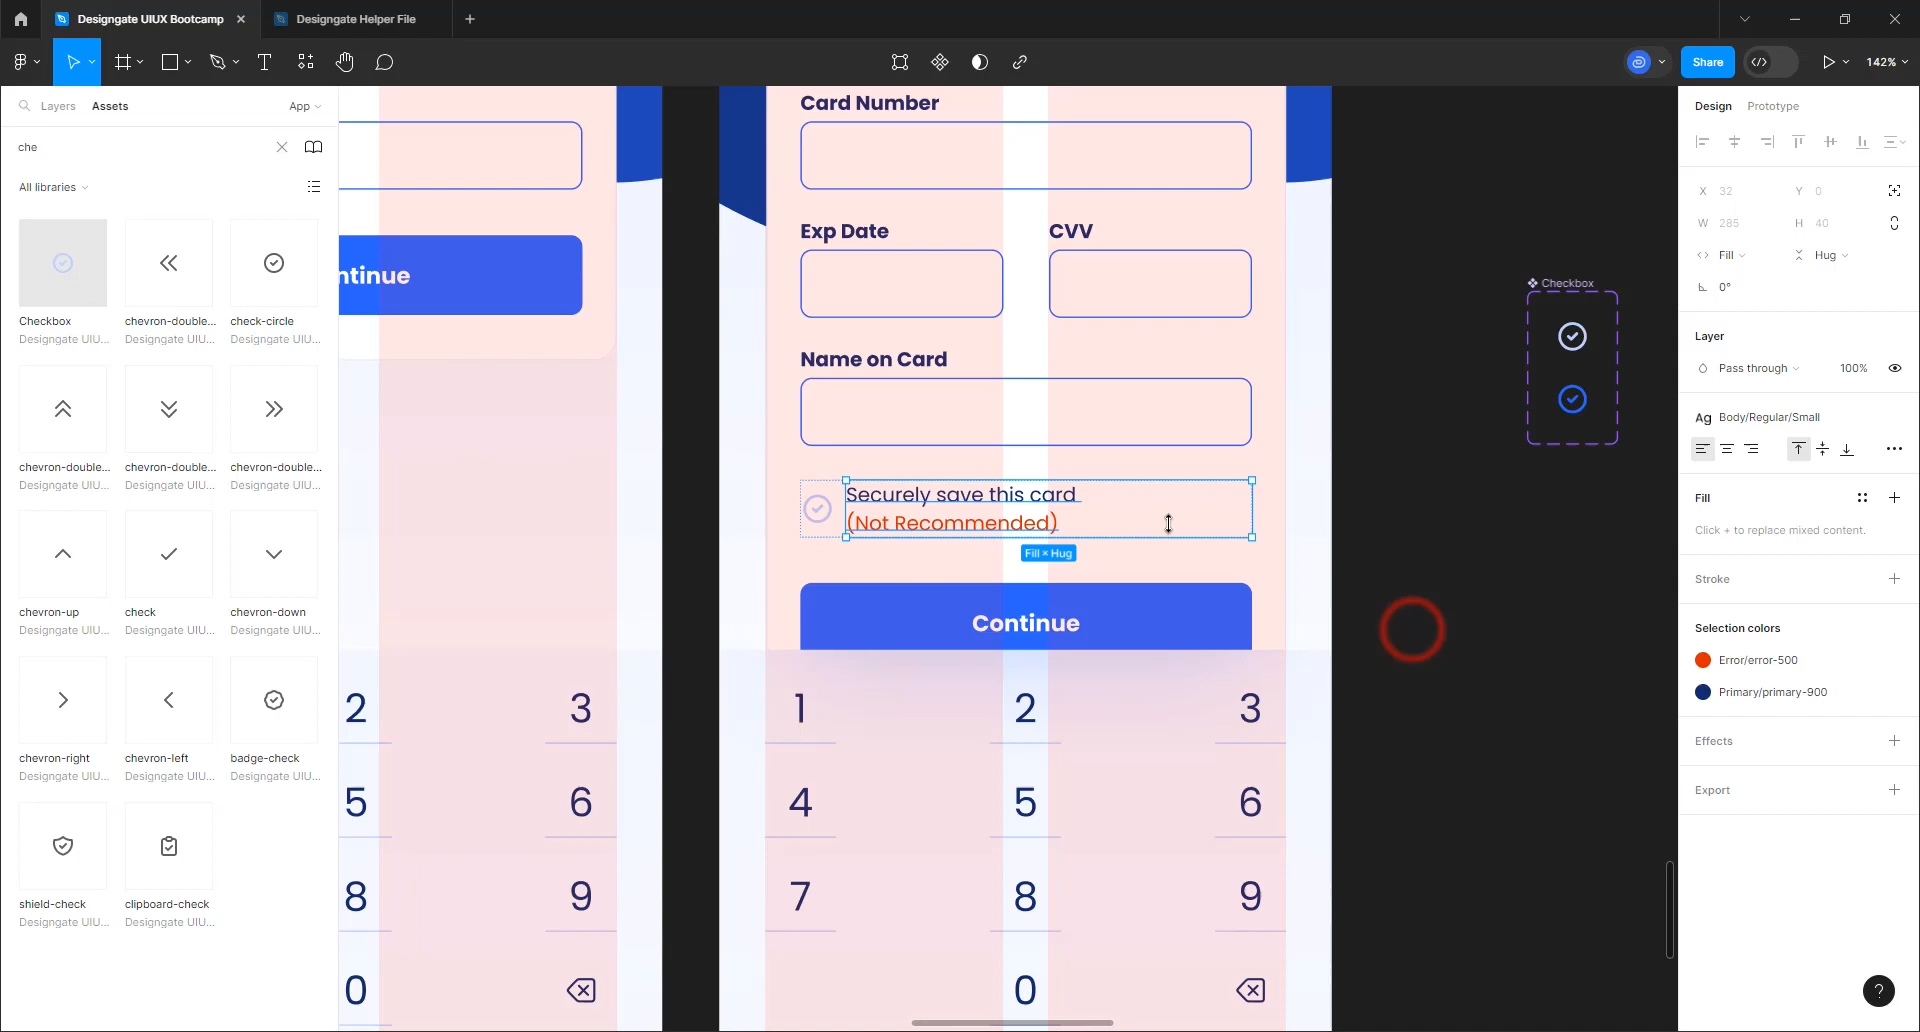 Designgate UIUX Bootcamp
Designgate Helper File
Share
142%
Layers
Assets
App
che
All libraries
Checkbox
Designgate UIU...
chevron-double...
Designgate UIU...
check-circle
Designgate UIU...
chevron-double...
Designgate UIU...
chevron-double...
Designgate UIU...
chevron-double...
Designgate UIU...
chevron-up
Designgate UIU...
check
Designgate UIU...
chevron-down
Designgate UIU...
chevron-right
Designgate UIU...
chevron-left
Designgate UIU...
badge-check
Designgate UIU...
shield-check
Designgate UIU...
clipboard-check
Designgate UIU...
ntinue
2 3
5 6
8 9
0
Card Number
Exp Date
CVV
Name on Card
Securely save this card
(Not Recommended)
Fill × Hug
Continue
1 2 3
4 5 6
7 8 9
0
Checkbox
Design
Prototype
X 32
Y 0
W 285
H 40
Fill
Hug
0°
Layer
Pass through
100%
Ag Body/Regular/Small
Fill
Click + to replace mixed content.
Stroke
Selection colors
Error/error-500
Primary/primary-900
Effects
Export
?